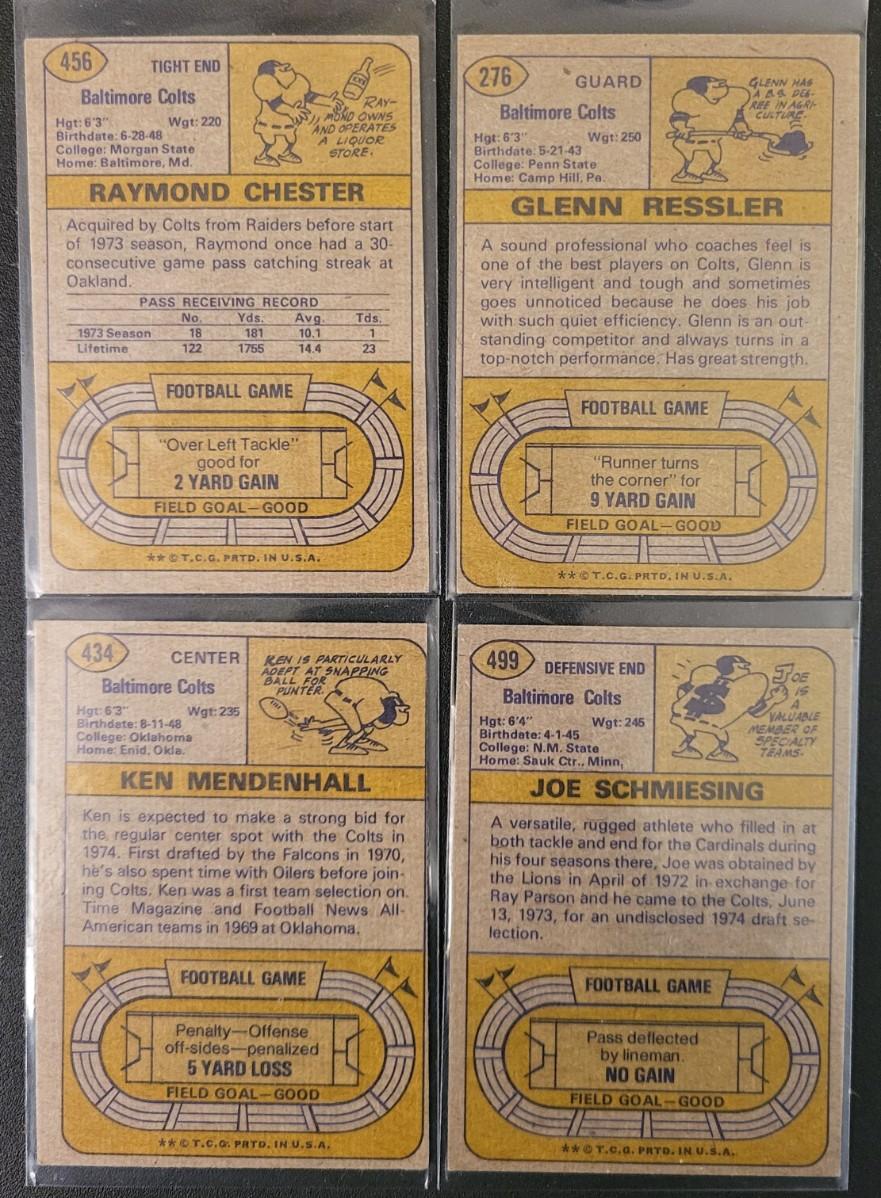 456
TIGHT END
Baltimore Colts
Hgt: 6'3" Wgt: 220
Birthdate: 6-28-48
College: Morgan State
Home: Baltimore, Md.
RAY-
MOND OWNS
AND OPERATES
A LIQUOR
STORE.
RAYMOND CHESTER
Acquired by Colts from Raiders before start
of 1973 season, Raymond once had a 30-
consecutive game pass catching streak at
Oakland.
PASS RECEIVING RECORD
No. Yds. Avg. Tds.
1973 Season 18 181 10.1 1
Lifetime 122 1755 14.4 23
FOOTBALL GAME
"Over Left Tackle"
good for
2 YARD GAIN
FIELD GOAL—GOOD
** © T.C.G. PRTD. IN U.S.A.
276
GUARD
Baltimore Colts
Hgt: 6'3" Wgt: 250
Birthdate: 5-21-43
College: Penn State
Home: Camp Hill, Pa.
GLENN HAS
A B.S. DEG-
REE IN AGRI-
CULTURE.
GLENN RESSLER
A sound professional who coaches feel is
one of the best players on Colts, Glenn is
very intelligent and tough and sometimes
goes unnoticed because he does his job
with such quiet efficiency. Glenn is an out-
standing competitor and always turns in a
top-notch performance. Has great strength.
FOOTBALL GAME
"Runner turns
the corner" for
9 YARD GAIN
FIELD GOAL—GOOD
** © T.C.G. PRTD. IN U.S.A.
434
CENTER
Baltimore Colts
Hgt: 6'3" Wgt: 235
Birthdate: 8-11-48
College: Oklahoma
Home: Enid, Okla.
KEN IS PARTICULARLY
ADEPT AT SNAPPING
BALL FOR
PUNTER.
KEN MENDENHALL
Ken is expected to make a strong bid for
the regular center spot with the Colts in
1974. First drafted by the Falcons in 1970,
he's also spent time with Oilers before join-
ing Colts. Ken was a first team selection on
Time Magazine and Football News All-
American teams in 1969 at Oklahoma.
FOOTBALL GAME
Penalty—Offense
off-sides—penalized
5 YARD LOSS
FIELD GOAL—GOOD
** © T.C.G. PRTD. IN U.S.A.
499
DEFENSIVE END
Baltimore Colts
Hgt: 6'4" Wgt: 245
Birthdate: 4-1-45
College: N.M. State
Home: Sauk Ctr., Minn.
JOE
IS
A
VALUABLE
MEMBER OF
SPECIALTY
TEAMS.
JOE SCHMIESING
A versatile, rugged athlete who filled in at
both tackle and end for the Cardinals during
his four seasons there, Joe was obtained by
the Lions in April of 1972 in exchange for
Ray Parson and he came to the Colts, June
13, 1973, for an undisclosed 1974 draft se-
lection.
FOOTBALL GAME
Pass deflected
by lineman.
NO GAIN
FIELD GOAL—GOOD
** © T.C.G. PRTD. IN U.S.A.